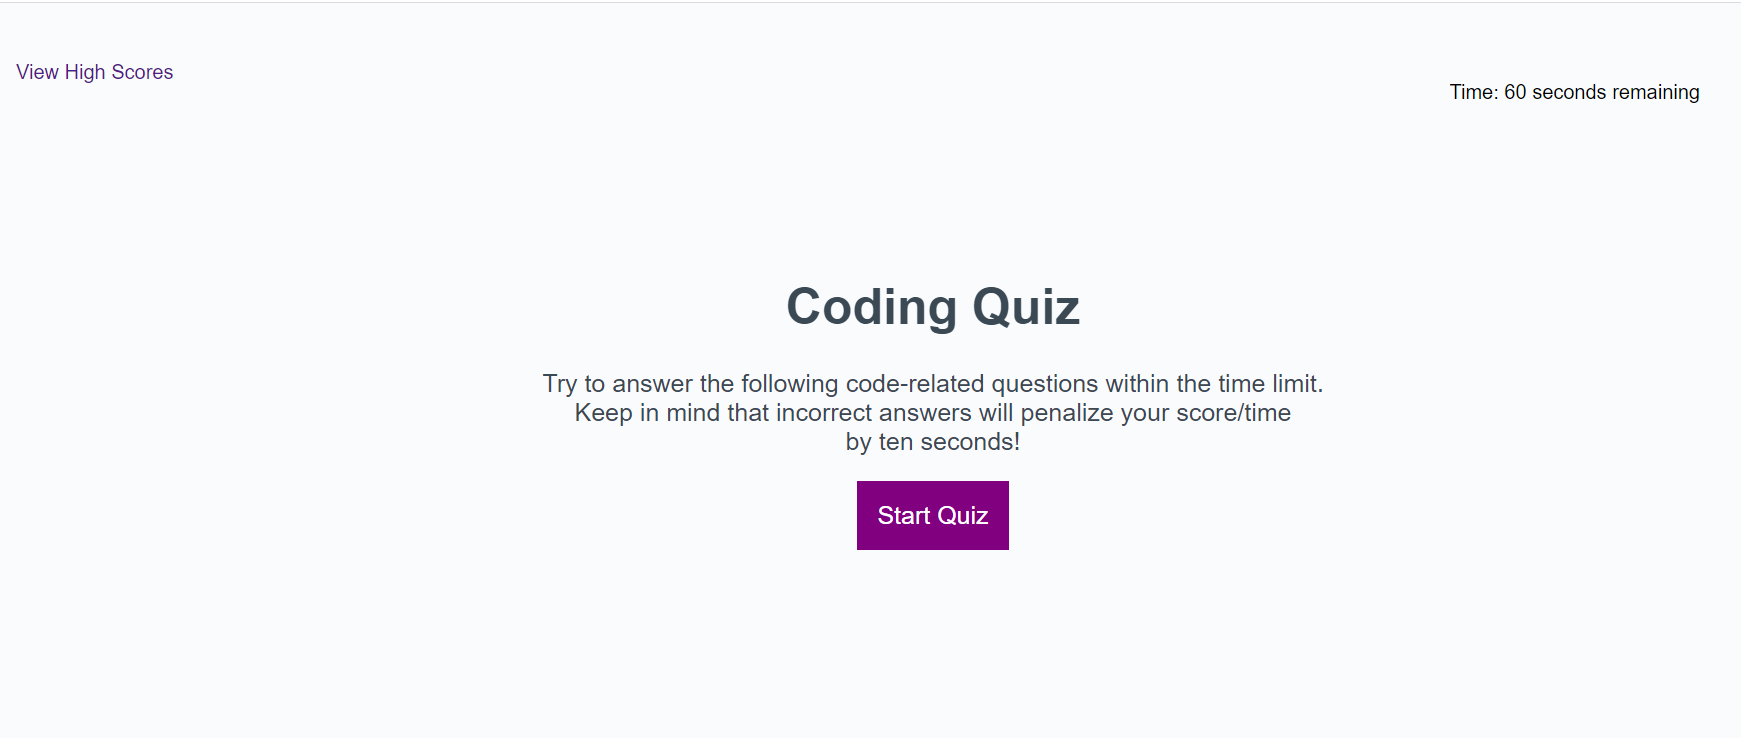 View High Scores
Time: 60 seconds remaining
Coding Quiz
Try to answer the following code-related questions within the time limit.
Keep in mind that incorrect answers will penalize your score/time
by ten seconds!
Start Quiz